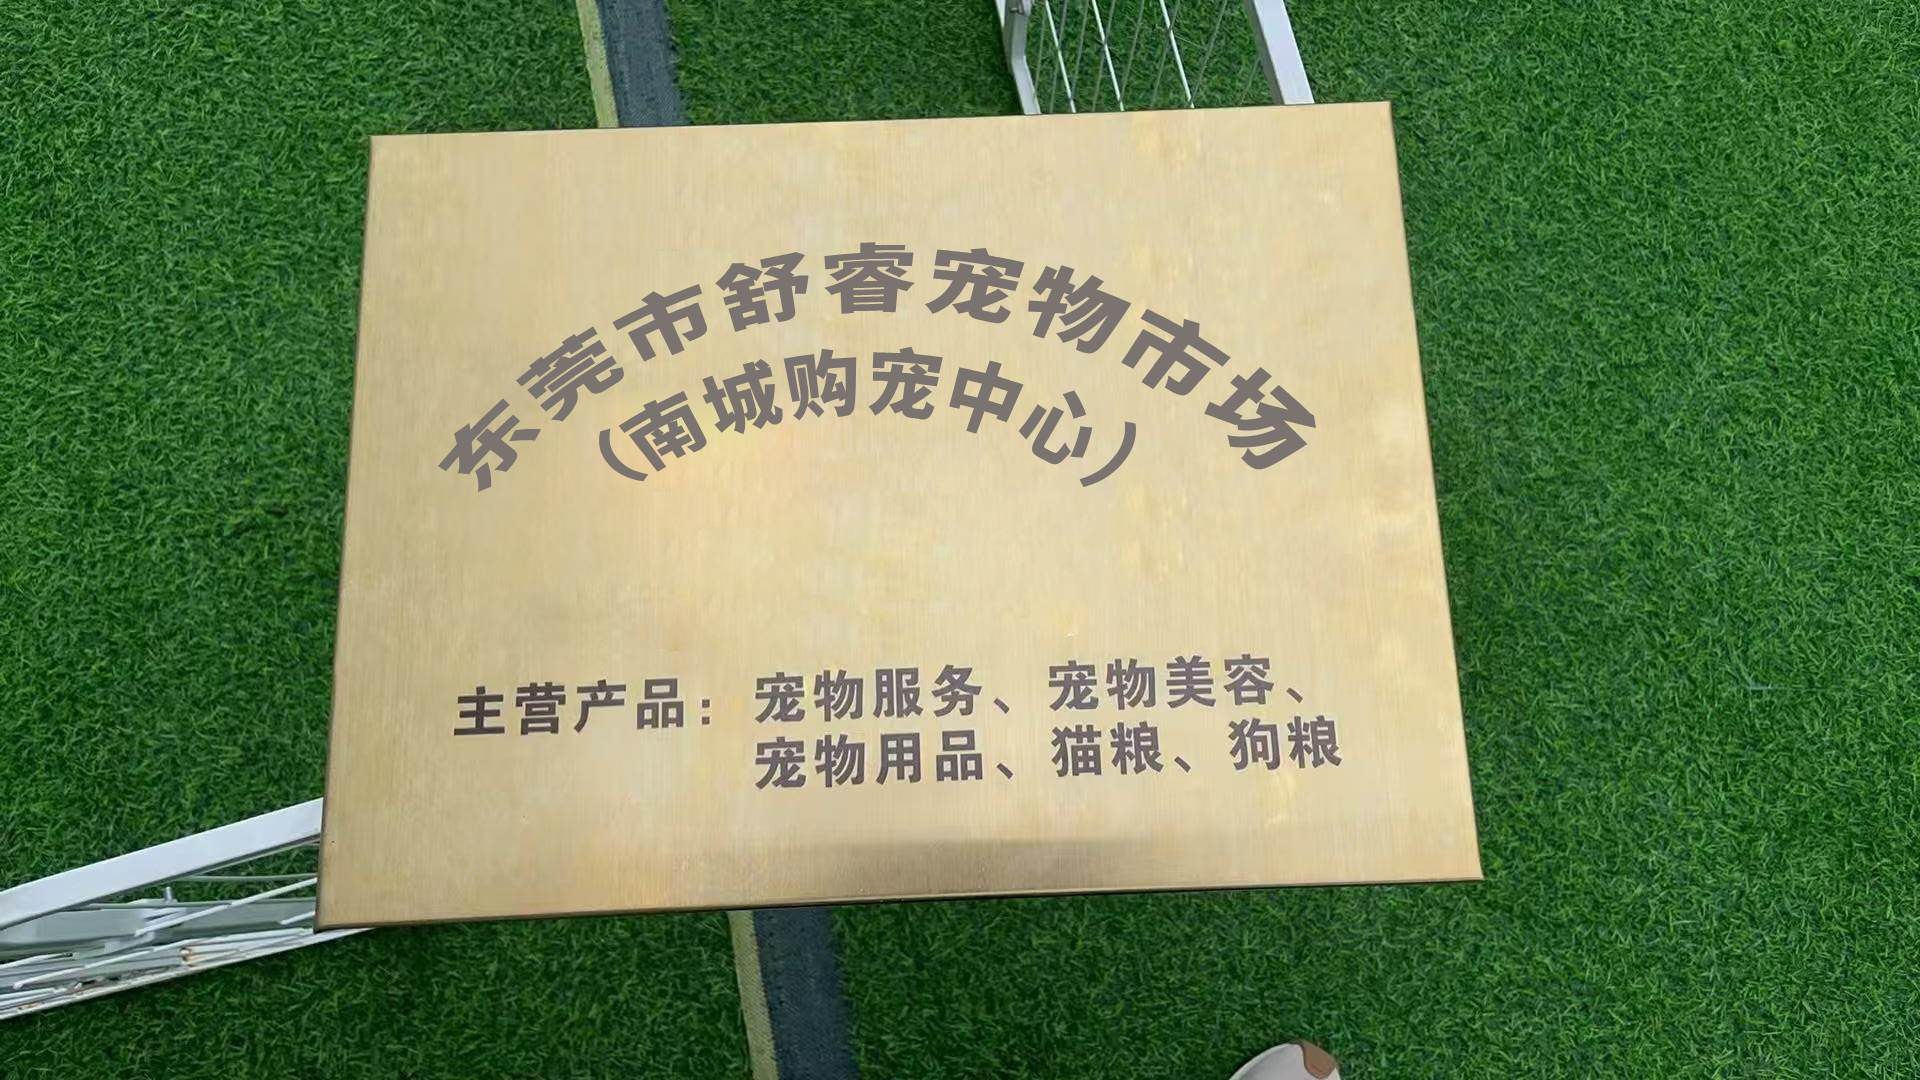 东莞市舒睿宠物市场
（南城购宠中心）
主营产品：宠物服务、宠物美容、
宠物用品、猫粮、狗粮